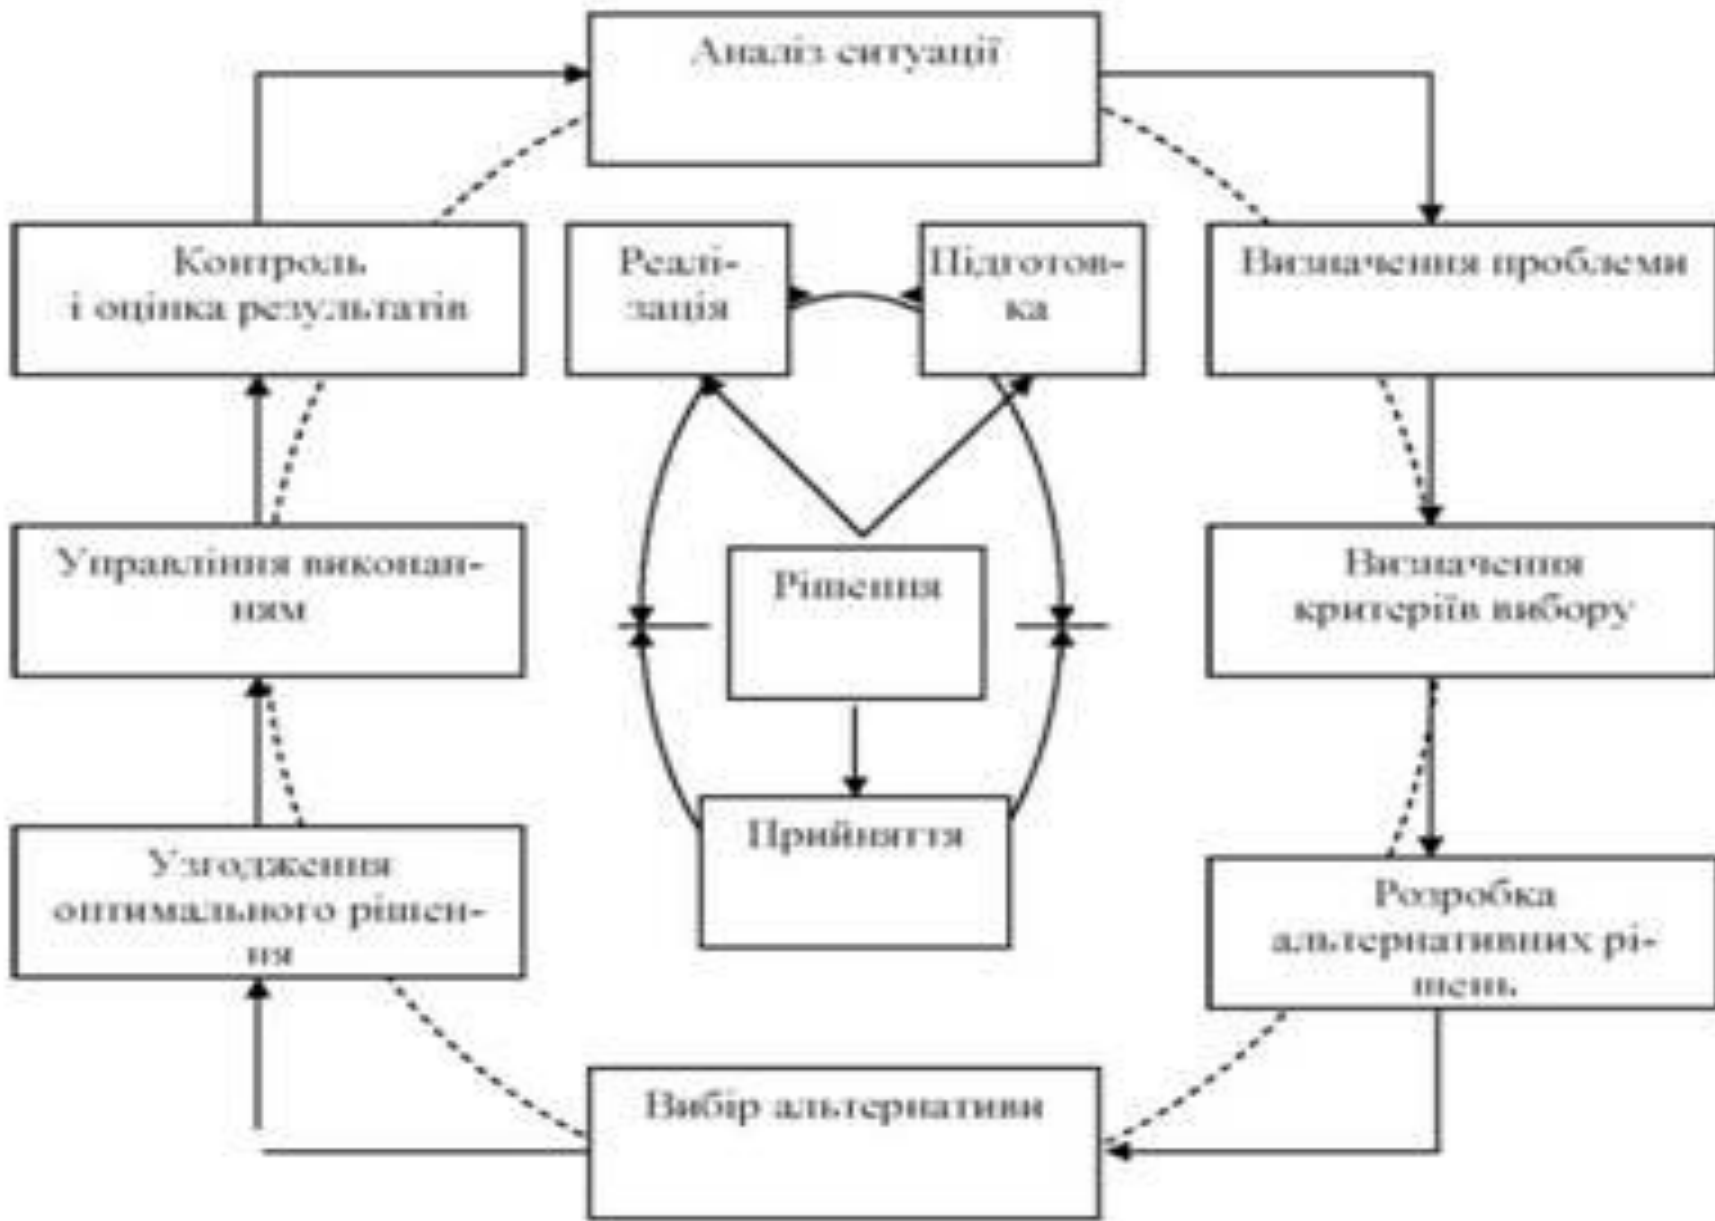 Аналіз ситуації
Контроль
і оцінка результатів
Реалі-
зація
Підготов-
ка
Визначення проблеми
Управління виконан-
ням
Рішення
Визначення
критеріїв вибору
Узгодження
оптимального рішен-
ня
Прийняття
Розробка
альтернативних рі-
шень
Вибір альтернативи